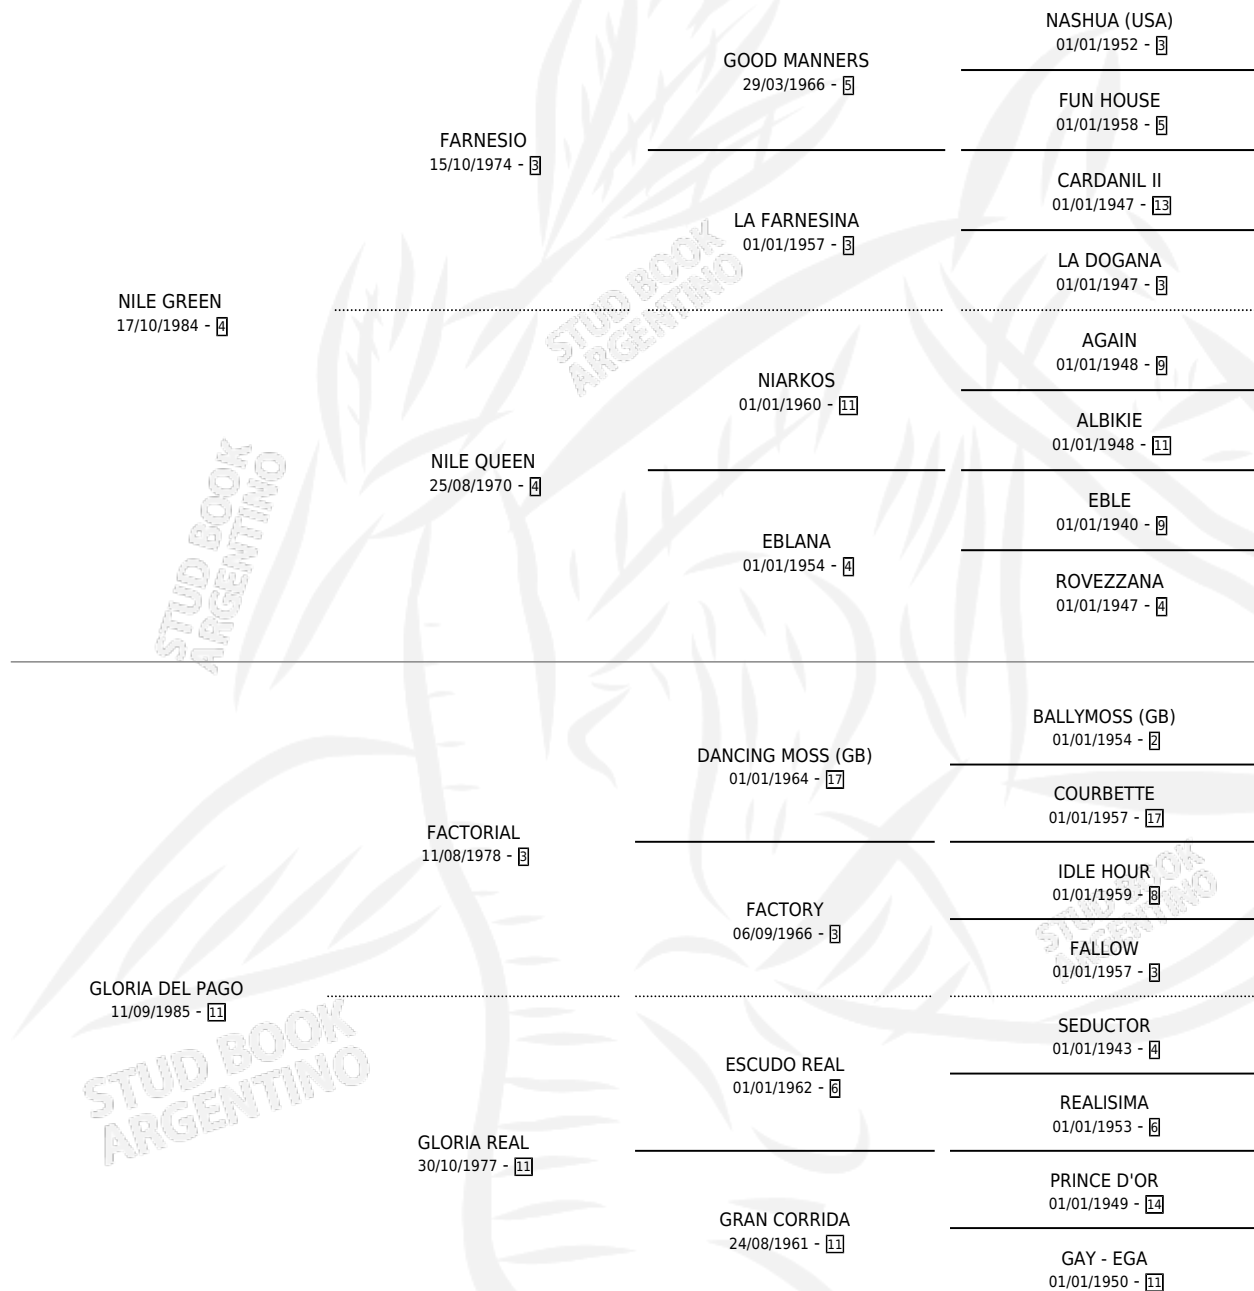 NILE GREEN
17/10/1984 - 4
FARNESIO
15/10/1974 - 3
GOOD MANNERS
29/03/1966 - 5
NASHUA (USA)
01/01/1952 - 3
FUN HOUSE
01/01/1958 - 5
LA FARNESINA
01/01/1957 - 3
CARDANIL II
01/01/1947 - 13
LA DOGANA
01/01/1947 - 3
NILE QUEEN
25/08/1970 - 4
NIARKOS
01/01/1960 - 11
AGAIN
01/01/1948 - 9
ALBIKIE
01/01/1948 - 11
EBLANA
01/01/1954 - 4
EBLE
01/01/1940 - 9
ROVEZZANA
01/01/1947 - 4
GLORIA DEL PAGO
11/09/1985 - 11
FACTORIAL
11/08/1978 - 3
DANCING MOSS (GB)
01/01/1964 - 17
BALLYMOSS (GB)
01/01/1954 - 2
COURBETTE
01/01/1957 - 17
FACTORY
06/09/1966 - 3
IDLE HOUR
01/01/1959 - 8
FALLOW
01/01/1957 - 3
GLORIA REAL
30/10/1977 - 11
ESCUDO REAL
01/01/1962 - 6
SEDUCTOR
01/01/1943 - 4
REALISIMA
01/01/1953 - 6
GRAN CORRIDA
24/08/1961 - 11
PRINCE D'OR
01/01/1949 - 14
GAY - EGA
01/01/1950 - 11
STUD BOOK
ARGENTINO
STUD BOOK
ARGENTINO
STUD BOOK
ARGENTINO
STUD BOOK
ARGENTINO